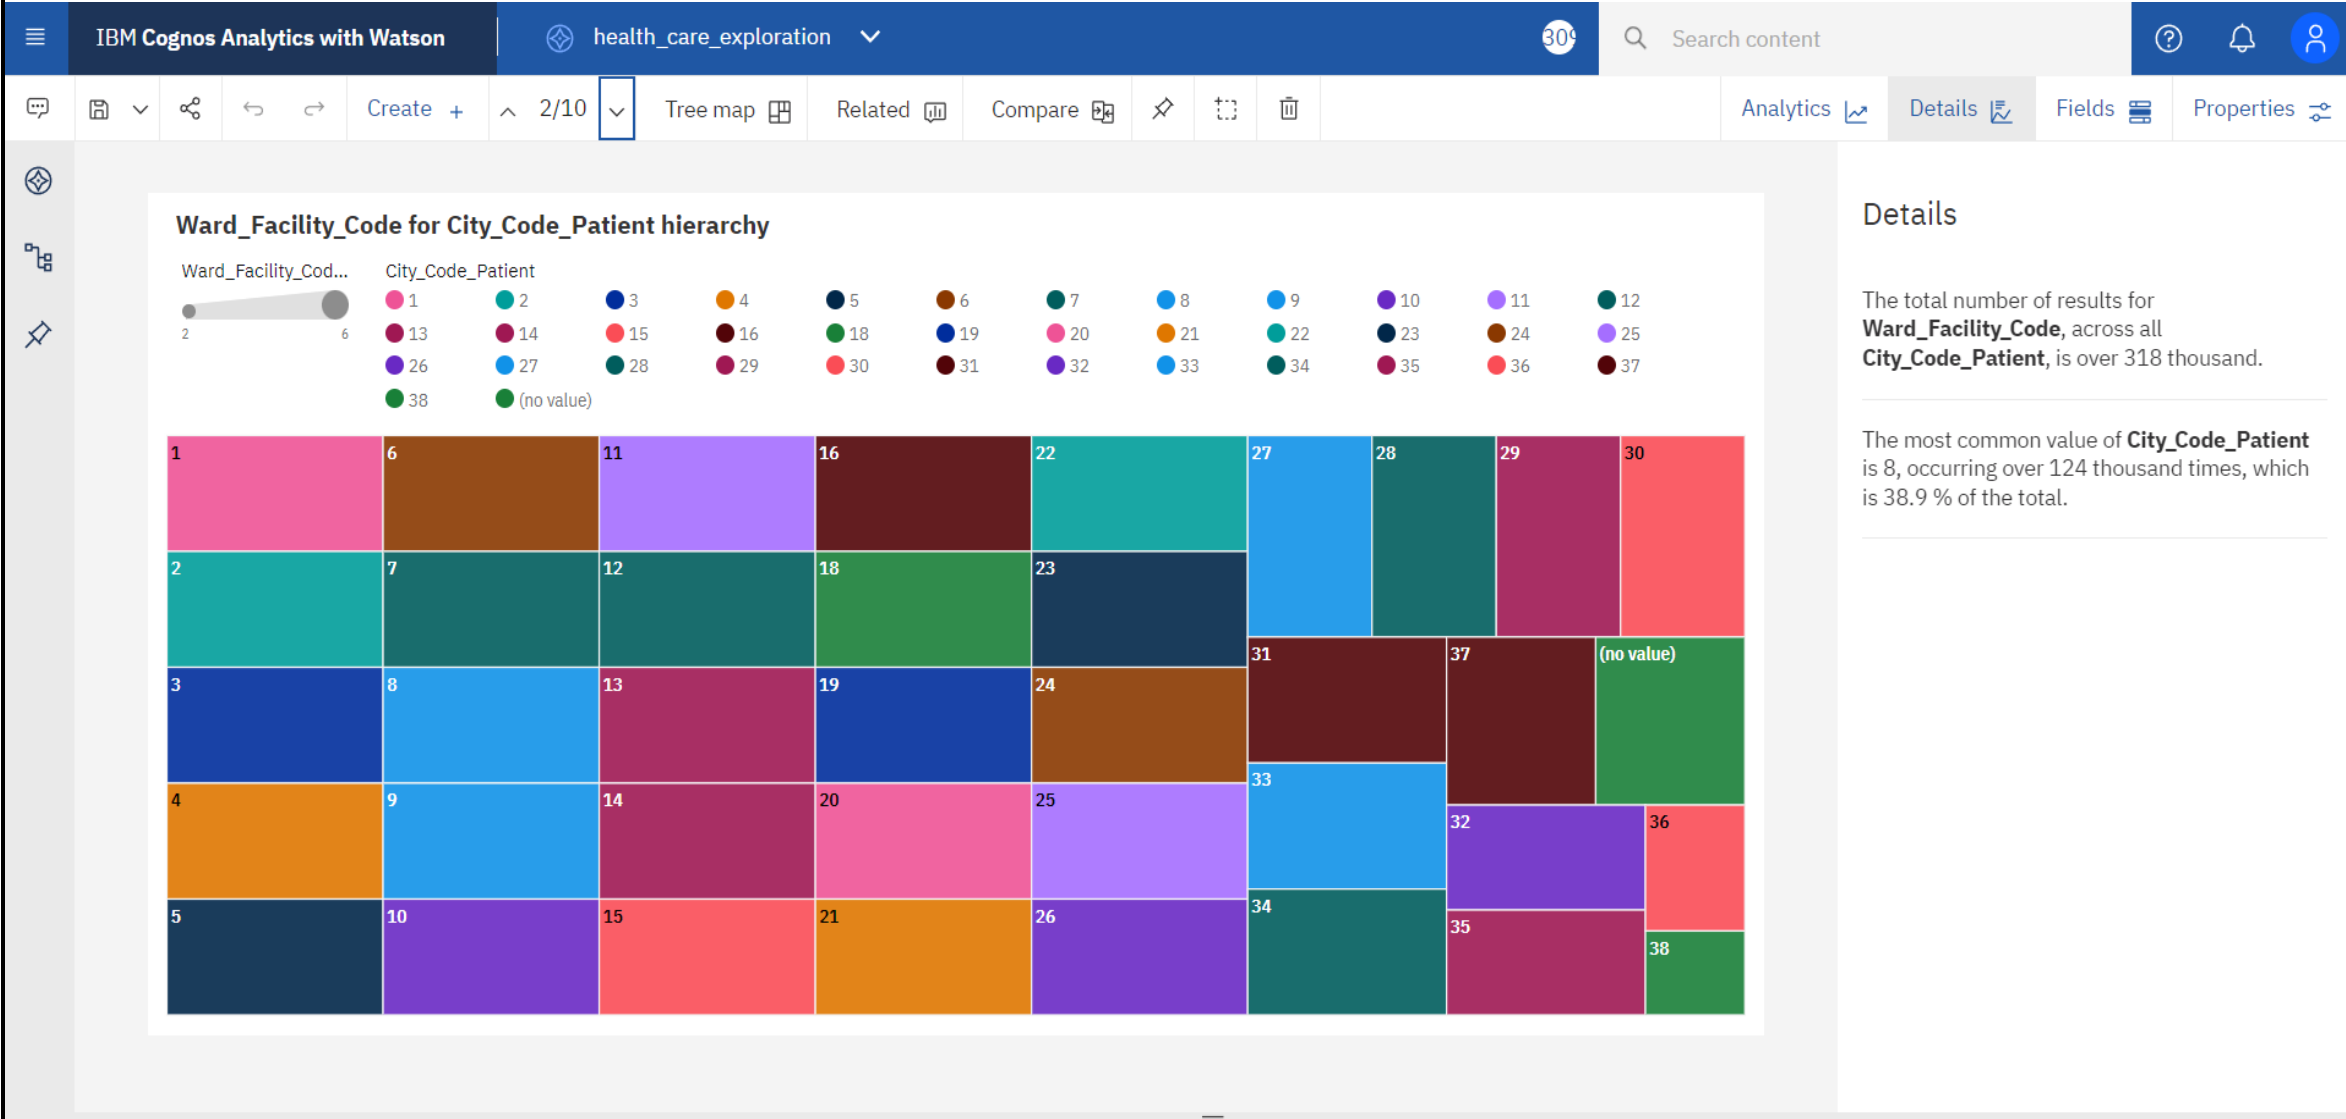 IBM Cognos Analytics with Watson
health_care_exploration
Search content
Create +
2/10
Tree map
Related
Compare
Analytics
Details
Fields
Properties
Ward_Facility_Code for City_Code_Patient hierarchy
Ward_Facility_Cod...
2 6
City_Code_Patient
1 2 3 4 5 6 7 8 9 10 11 12
13 14 15 16 18 19 20 21 22 23 24 25
26 27 28 29 30 31 32 33 34 35 36 37
38 (no value)
1 6 11 16 22 27 28 29 30
2 7 12 18 23
31 37 (no value)
3 8 13 19 24
33
4 9 14 20 25
32 36
34
5 10 15 21 26
35
38
Details
The total number of results for
Ward_Facility_Code, across all
City_Code_Patient, is over 318 thousand.
The most common value of City_Code_Patient
is 8, occurring over 124 thousand times, which
is 38.9 % of the total.